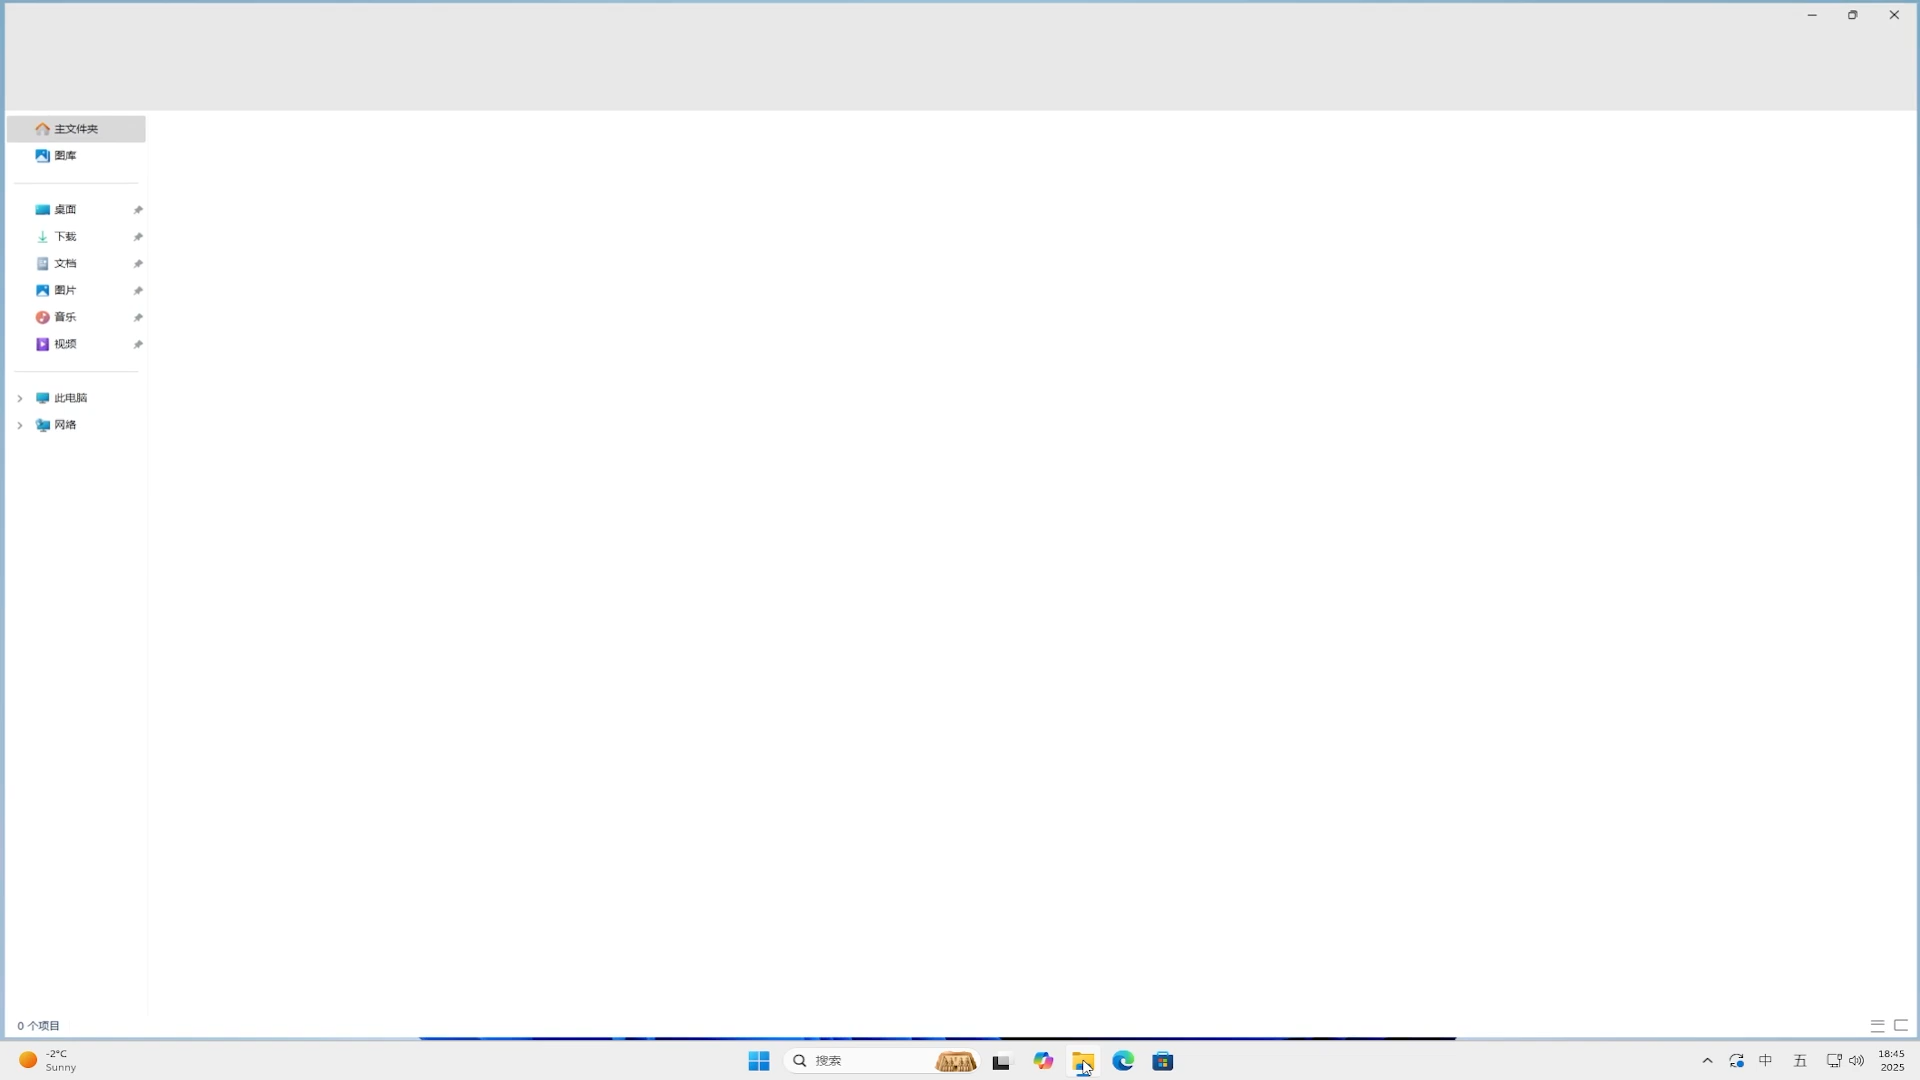 主文件夹
图库
桌面
下载
文档
图片
音乐
视频
此电脑
网络
0 个项目
-2°C
Sunny
搜索
中
五
18:45
2025